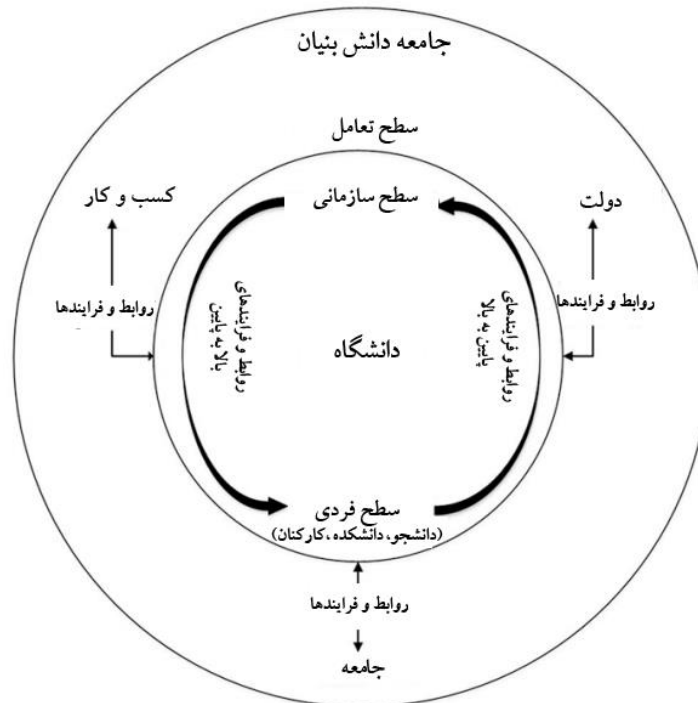 جامعه دانش بنیان
سطح تعامل
سطح سازمانی
دولت
کسب و کار
روابط و فرایندها
روابط و فرایندها
روابط و فرایندهای
پایین به بالا
دانشگاه
روابط و فرایندهای
بالا به پایین
سطح فردی
(دانشجو، دانشکده، کارکنان)
روابط و فرایندها
جامعه